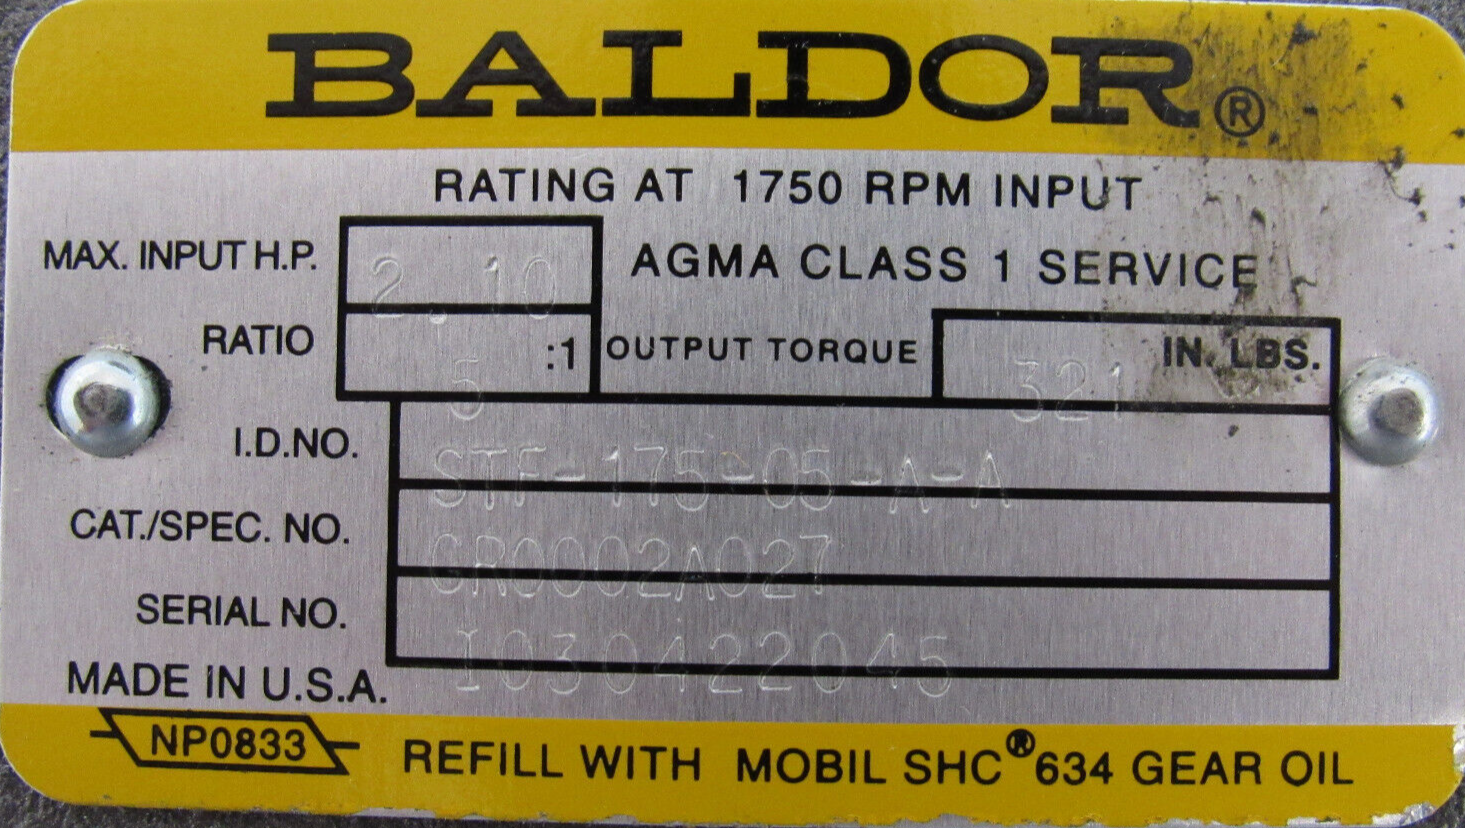 BALDOR®
RATING AT 1750 RPM INPUT
MAX. INPUT H.P. 2.10 AGMA CLASS 1 SERVICE
RATIO 5 :1 OUTPUT TORQUE 321 IN. LBS.
I.D.NO. STF-175-05-A-A
CAT./SPEC. NO. GR0002A027
SERIAL NO. I030422045
MADE IN U.S.A.
NP0833 REFILL WITH MOBIL SHC® 634 GEAR OIL